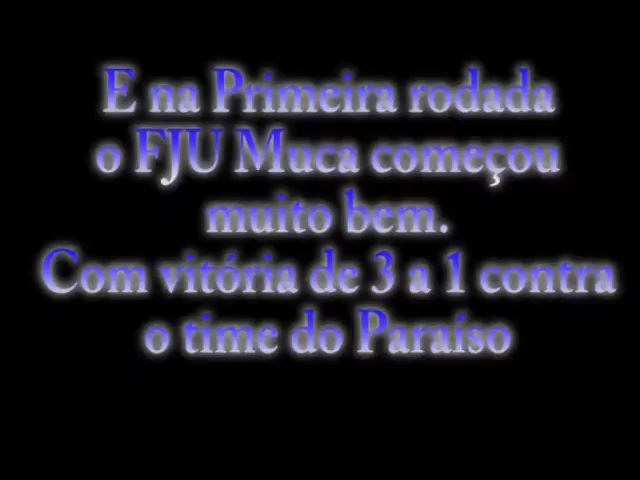 E na Primeira rodada
o FJU Muca começou
muito bem.
Com vitória de 3 a 1 contra
o time do Paraíso